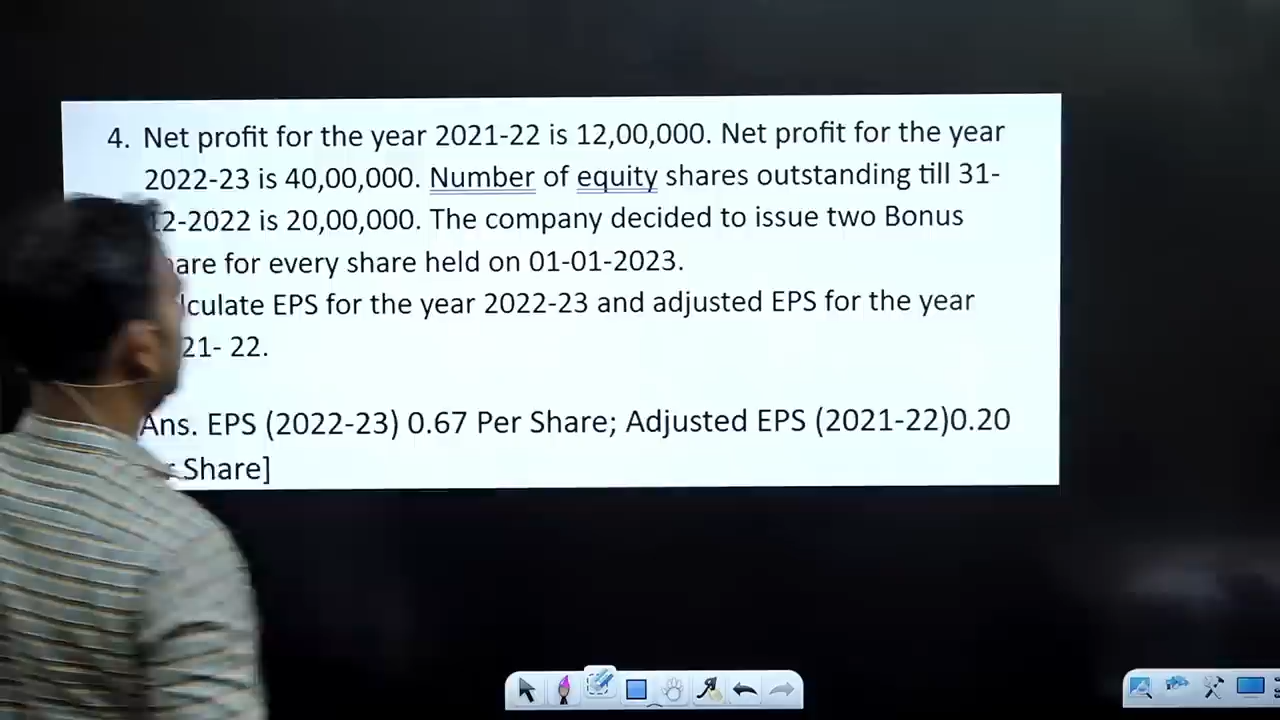 4. Net profit for the year 2021-22 is 12,00,000. Net profit for the year
2022-23 is 40,00,000. Number of equity shares outstanding till 31-
12-2022 is 20,00,000. The company decided to issue two Bonus
are for every share held on 01-01-2023.
lculate EPS for the year 2022-23 and adjusted EPS for the year
21- 22.
Ans. EPS (2022-23) 0.67 Per Share; Adjusted EPS (2021-22)0.20
r Share]